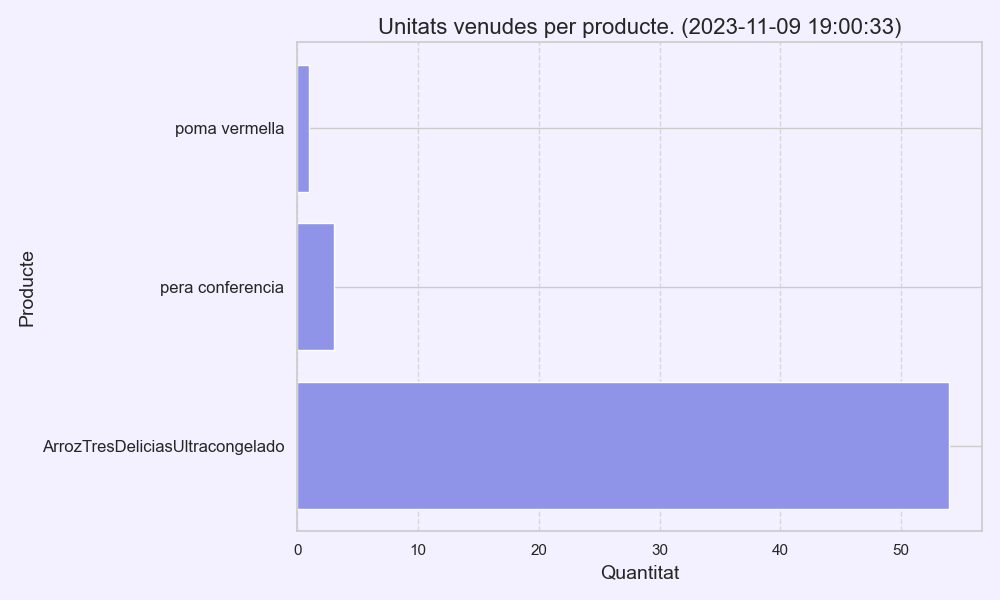 Unitats venudes per producte. (2023-11-09 19:00:33)
Producte
poma vermella
pera conferencia
ArrozTresDeliciasUltracongelado
0 10 20 30 40 50
Quantitat